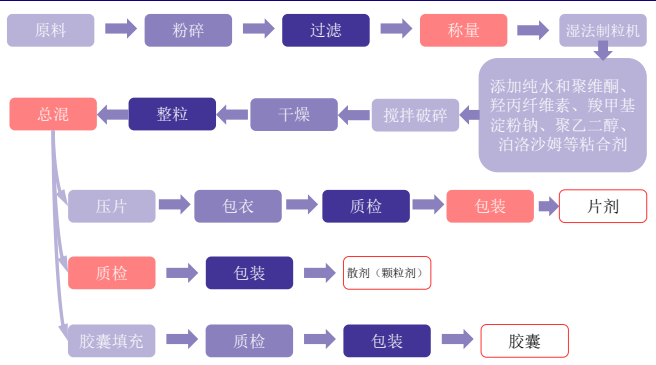 原料
粉碎
过滤
称量
湿法制粒机
添加纯水和聚维酮、
羟丙纤维素、羧甲基
淀粉钠、聚乙二醇、
泊洛沙姆等粘合剂
搅拌破碎
干燥
整粒
总混
压片
包衣
质检
包装
片剂
质检
包装
散剂（颗粒剂）
胶囊填充
质检
包装
胶囊